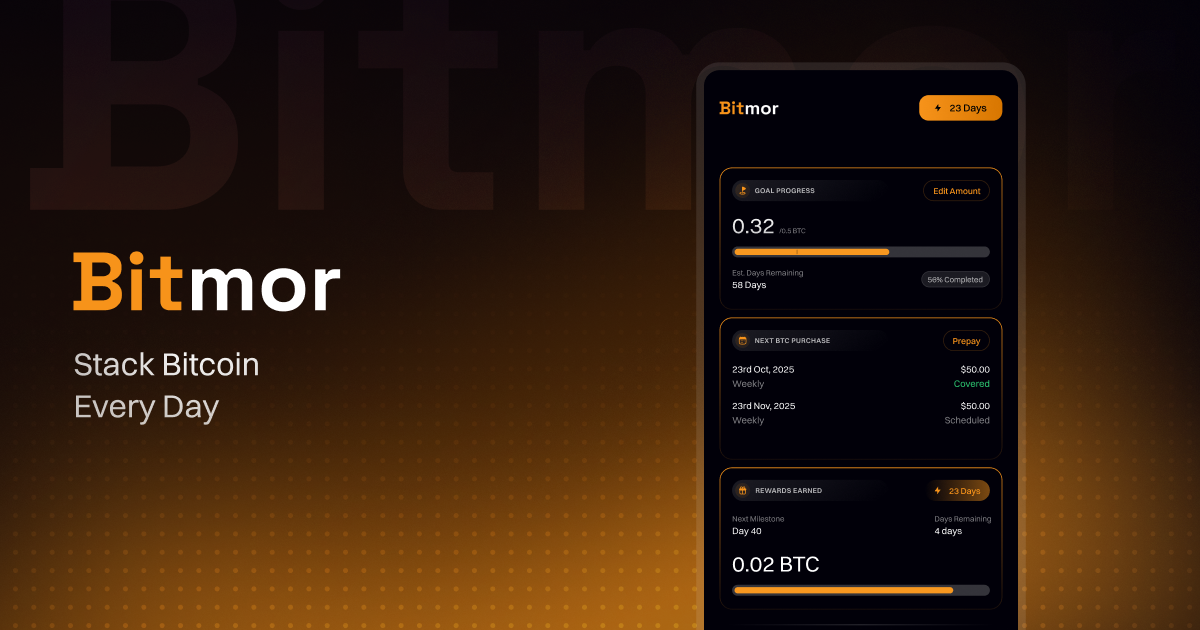 Bitmor
Bitmor
Stack Bitcoin
Every Day
Bitmor
23 Days
GOAL PROGRESS
Edit Amount
0.32 /0.5 BTC
Est. Days Remaining
58 Days
56% Completed
NEXT BTC PURCHASE
Prepay
23rd Oct, 2025 $50.00
Weekly Covered
23rd Nov, 2025 $50.00
Weekly Scheduled
REWARDS EARNED
23 Days
Next Milestone Days Remaining
Day 40 4 days
0.02 BTC